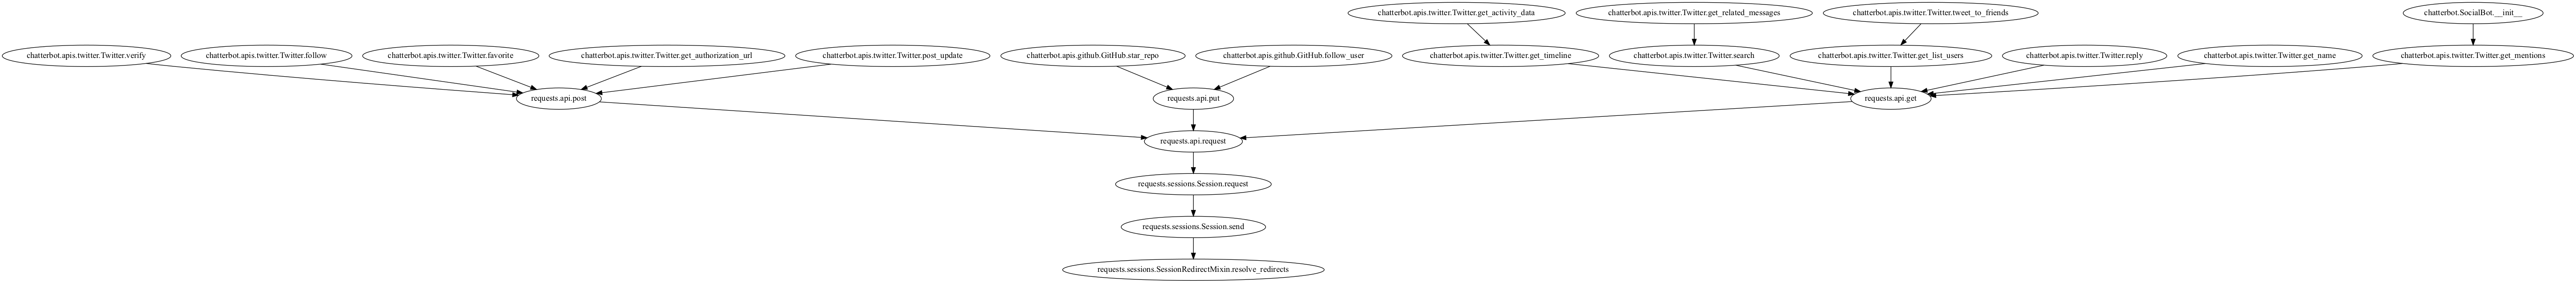 chatterbot.apis.twitter.Twitter.get_activity_data
chatterbot.apis.twitter.Twitter.get_related_messages
chatterbot.apis.twitter.Twitter.tweet_to_friends
chatterbot.SocialBot.__init__
chatterbot.apis.twitter.Twitter.verify
chatterbot.apis.twitter.Twitter.follow
chatterbot.apis.twitter.Twitter.favorite
chatterbot.apis.twitter.Twitter.get_authorization_url
chatterbot.apis.twitter.Twitter.post_update
chatterbot.apis.github.GitHub.star_repo
chatterbot.apis.github.GitHub.follow_user
chatterbot.apis.twitter.Twitter.get_timeline
chatterbot.apis.twitter.Twitter.search
chatterbot.apis.twitter.Twitter.get_list_users
chatterbot.apis.twitter.Twitter.reply
chatterbot.apis.twitter.Twitter.get_name
chatterbot.apis.twitter.Twitter.get_mentions
requests.api.post
requests.api.put
requests.api.get
requests.api.request
requests.sessions.Session.request
requests.sessions.Session.send
requests.sessions.SessionRedirectMixin.resolve_redirects